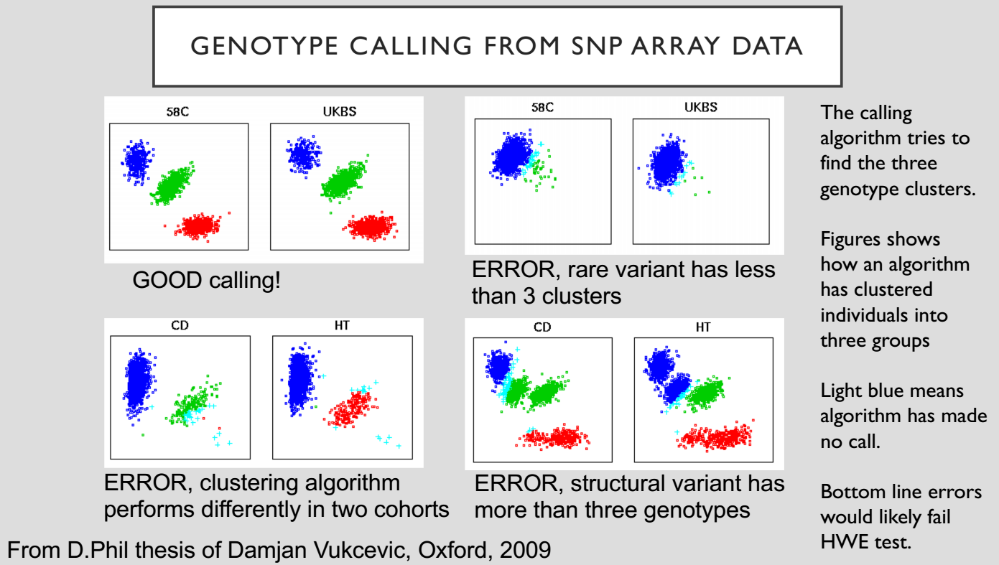 GENOTYPE CALLING FROM SNP ARRAY DATA
58C
UKBS
GOOD calling!
58C
UKBS
ERROR, rare variant has less
than 3 clusters
CD
HT
ERROR, clustering algorithm
performs differently in two cohorts
CD
HT
ERROR, structural variant has
more than three genotypes
The calling
algorithm tries to
find the three
genotype clusters.
Figures shows
how an algorithm
has clustered
individuals into
three groups
Light blue means
algorithm has made
no call.
Bottom line errors
would likely fail
HWE test.
From D.Phil thesis of Damjan Vukcevic, Oxford, 2009